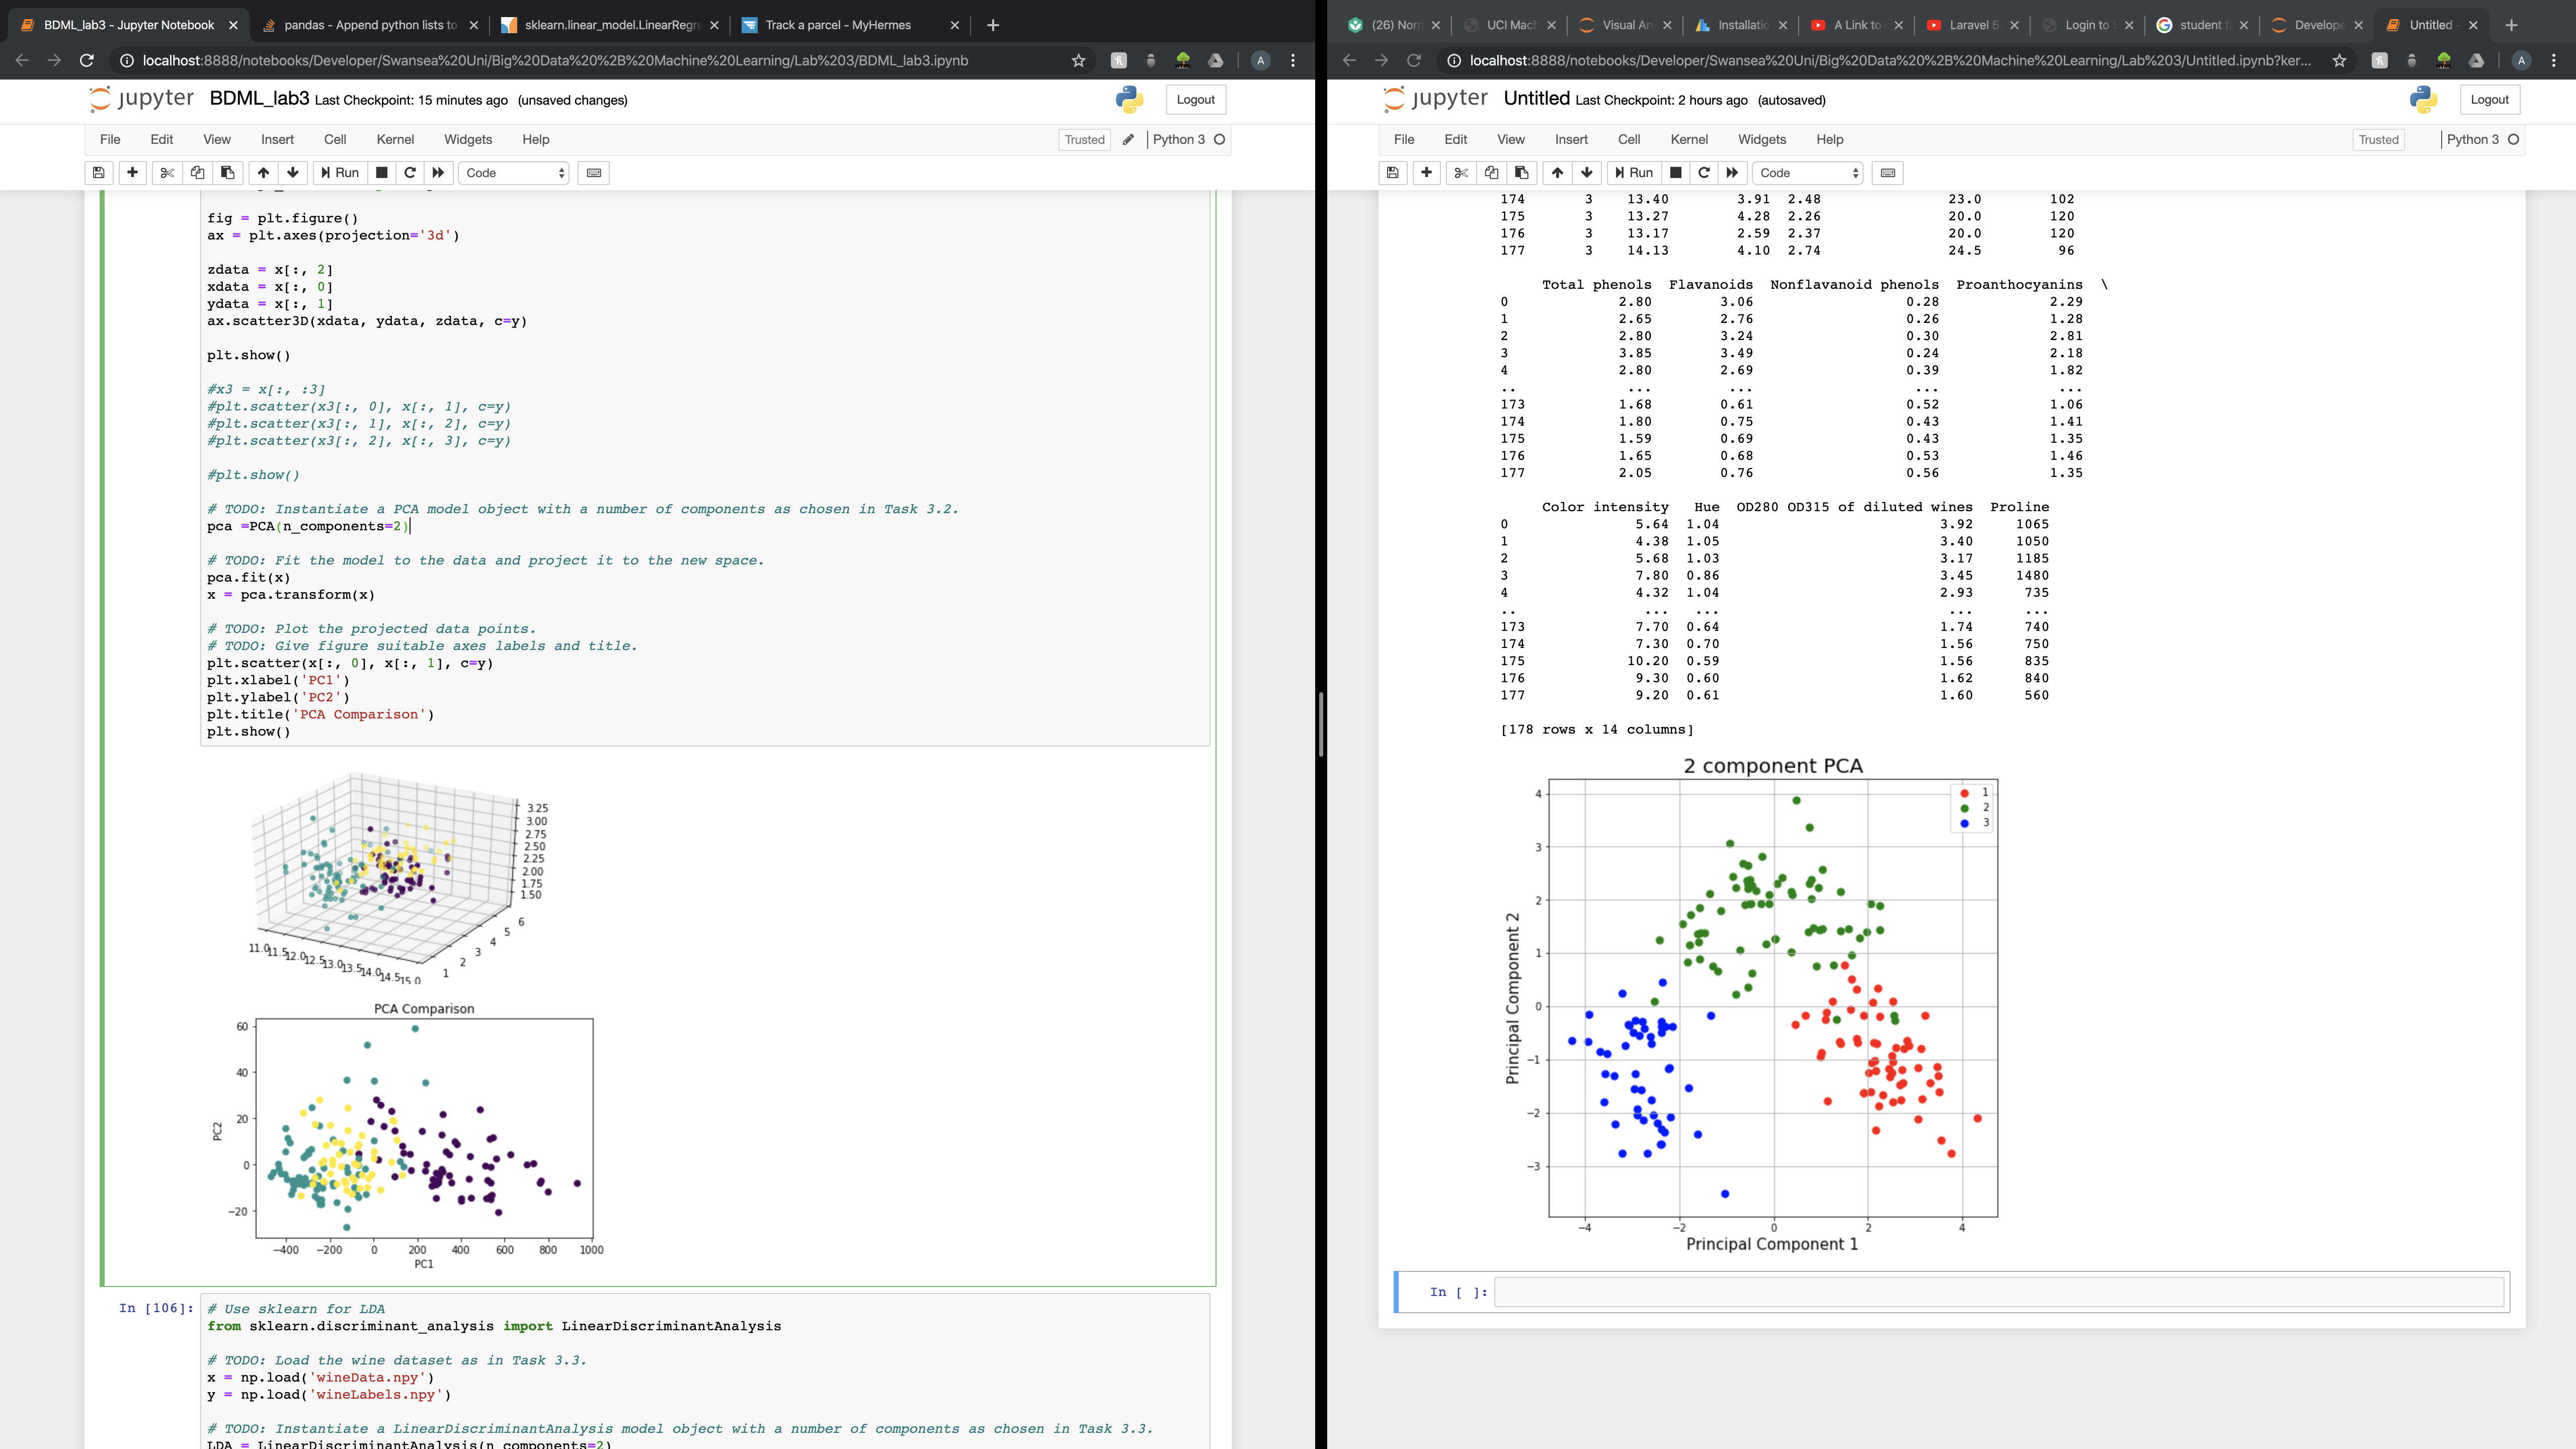 BDML_lab3 - Jupyter Notebook
pandas - Append python lists to
sklearn.linear_model.LinearRegre
Track a parcel - MyHermes
localhost:8888/notebooks/Developer/Swansea%20Uni/Big%20Data%20%2B%20Machine%20Learning/Lab%203/BDML_lab3.ipynb
A
jupyter BDML_lab3 Last Checkpoint: 15 minutes ago (unsaved changes)
Logout
File Edit View Insert Cell Kernel Widgets Help
Trusted Python 3
Run Code
fig = plt.figure()
ax = plt.axes(projection='3d')
zdata = x[:, 2]
xdata = x[:, 0]
ydata = x[:, 1]
ax.scatter3D(xdata, ydata, zdata, c=y)
plt.show()
#x3 = x[:, :3]
#plt.scatter(x3[:, 0], x[:, 1], c=y)
#plt.scatter(x3[:, 1], x[:, 2], c=y)
#plt.scatter(x3[:, 2], x[:, 3], c=y)
#plt.show()
# TODO: Instantiate a PCA model object with a number of components as chosen in Task 3.2.
pca =PCA(n_components=2)
# TODO: Fit the model to the data and project it to the new space.
pca.fit(x)
x = pca.transform(x)
# TODO: Plot the projected data points.
# TODO: Give figure suitable axes labels and title.
plt.scatter(x[:, 0], x[:, 1], c=y)
plt.xlabel('PC1')
plt.ylabel('PC2')
plt.title('PCA Comparison')
plt.show()
3.25
3.00
2.75
2.50
2.25
2.00
1.75
1.50
6
5
4
3
2
1
11.0 11.5 12.0 12.5 13.0 13.5 14.0 14.5 15.0
PCA Comparison
60
40
20
0
−20
PC2
−400 −200 0 200 400 600 800 1000
PC1
In [106]:
# Use sklearn for LDA
from sklearn.discriminant_analysis import LinearDiscriminantAnalysis
# TODO: Load the wine dataset as in Task 3.3.
x = np.load('wineData.npy')
y = np.load('wineLabels.npy')
# TODO: Instantiate a LinearDiscriminantAnalysis model object with a number of components as chosen in Task 3.3.
LDA = LinearDiscriminantAnalysis(n_components=2)
(26) Nom
UCI Mach
Visual An
Installatio
A Link to
Laravel 5
Login to
student f
Develope
Untitled
localhost:8888/notebooks/Developer/Swansea%20Uni/Big%20Data%20%2B%20Machine%20Learning/Lab%203/Untitled.ipynb?ker...
A
jupyter Untitled Last Checkpoint: 2 hours ago (autosaved)
Logout
File Edit View Insert Cell Kernel Widgets Help
Trusted Python 3
Run Code
174 3 13.40 3.91 2.48 23.0 102
175 3 13.27 4.28 2.26 20.0 120
176 3 13.17 2.59 2.37 20.0 120
177 3 14.13 4.10 2.74 24.5 96
Total phenols Flavanoids Nonflavanoid phenols Proanthocyanins \
0 2.80 3.06 0.28 2.29
1 2.65 2.76 0.26 1.28
2 2.80 3.24 0.30 2.81
3 3.85 3.49 0.24 2.18
4 2.80 2.69 0.39 1.82
.. ... ... ... ...
173 1.68 0.61 0.52 1.06
174 1.80 0.75 0.43 1.41
175 1.59 0.69 0.43 1.35
176 1.65 0.68 0.53 1.46
177 2.05 0.76 0.56 1.35
Color intensity Hue OD280 OD315 of diluted wines Proline
0 5.64 1.04 3.92 1065
1 4.38 1.05 3.40 1050
2 5.68 1.03 3.17 1185
3 7.80 0.86 3.45 1480
4 4.32 1.04 2.93 735
.. ... ... ... ...
173 7.70 0.64 1.74 740
174 7.30 0.70 1.56 750
175 10.20 0.59 1.56 835
176 9.30 0.60 1.62 840
177 9.20 0.61 1.60 560
[178 rows x 14 columns]
2 component PCA
1
2
3
4
3
2
1
0
−1
−2
−3
Principal Component 2
−4 −2 0 2 4
Principal Component 1
In [ ]: